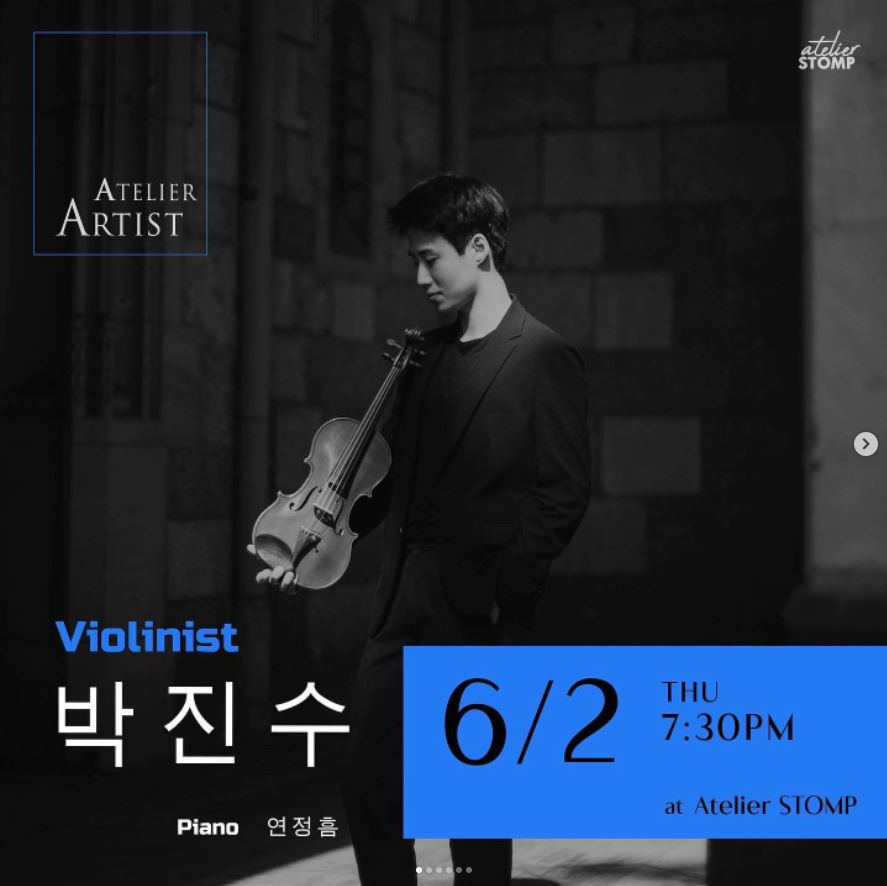 atelier
STOMP
ATELIER
ARTIST
Violinist
박진수
Piano 연정흠
6/2
THU
7:30PM
at Atelier STOMP